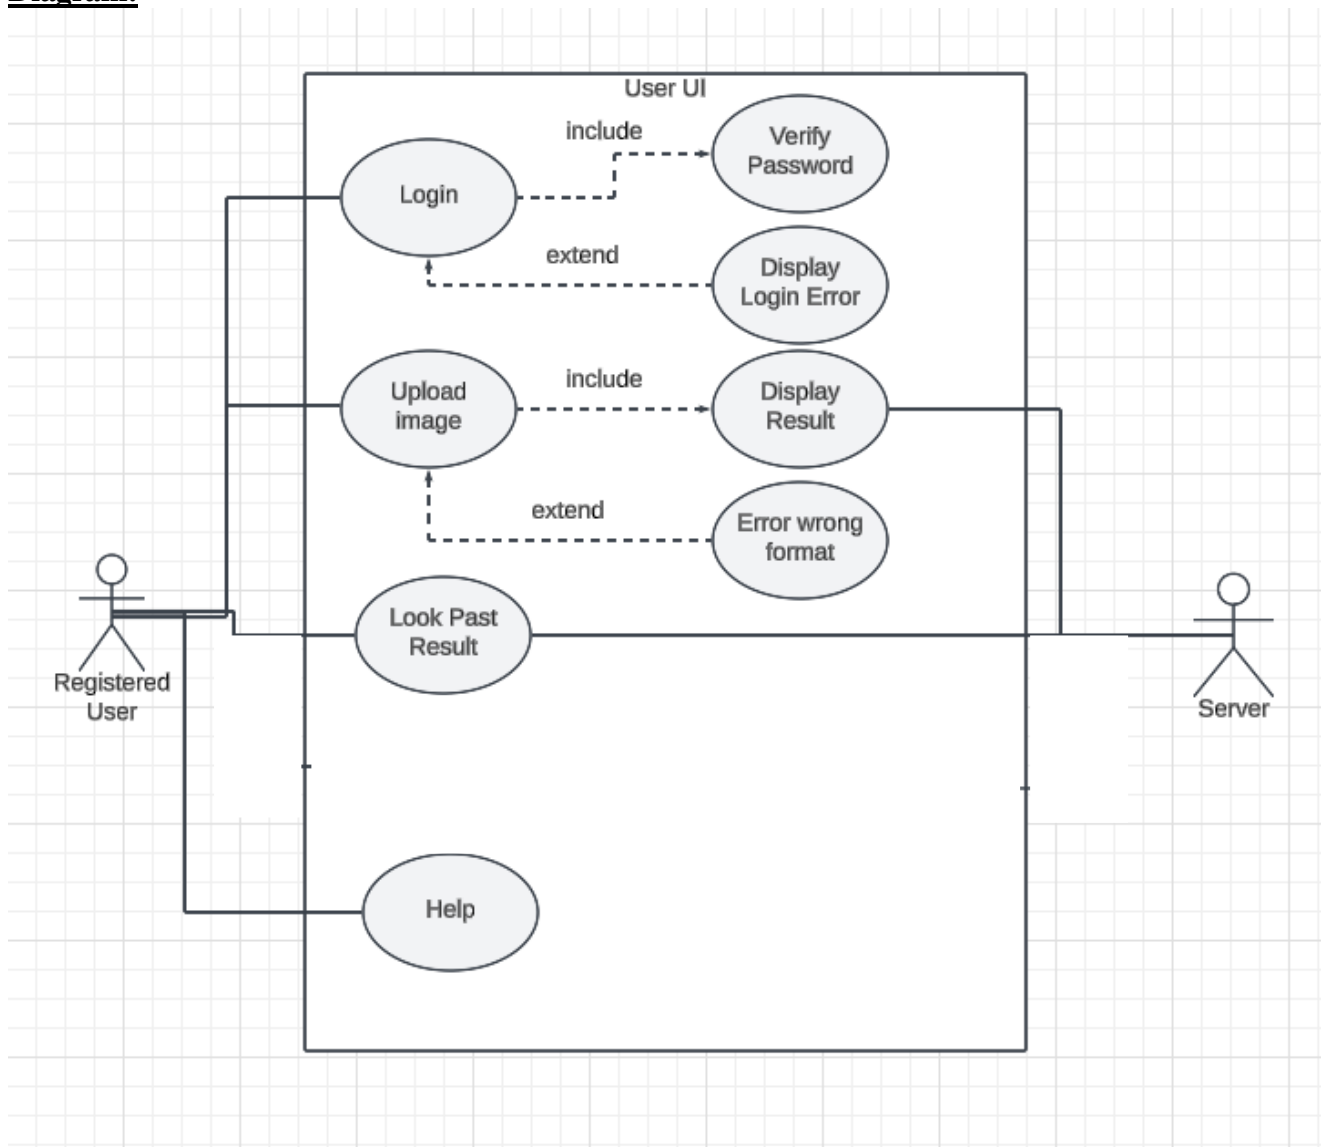 Diagram:
User UI
include
Verify
Password
Login
extend
Display
Login Error
Upload
image
include
Display
Result
extend
Error wrong
format
Look Past
Result
Registered
User
Server
Help